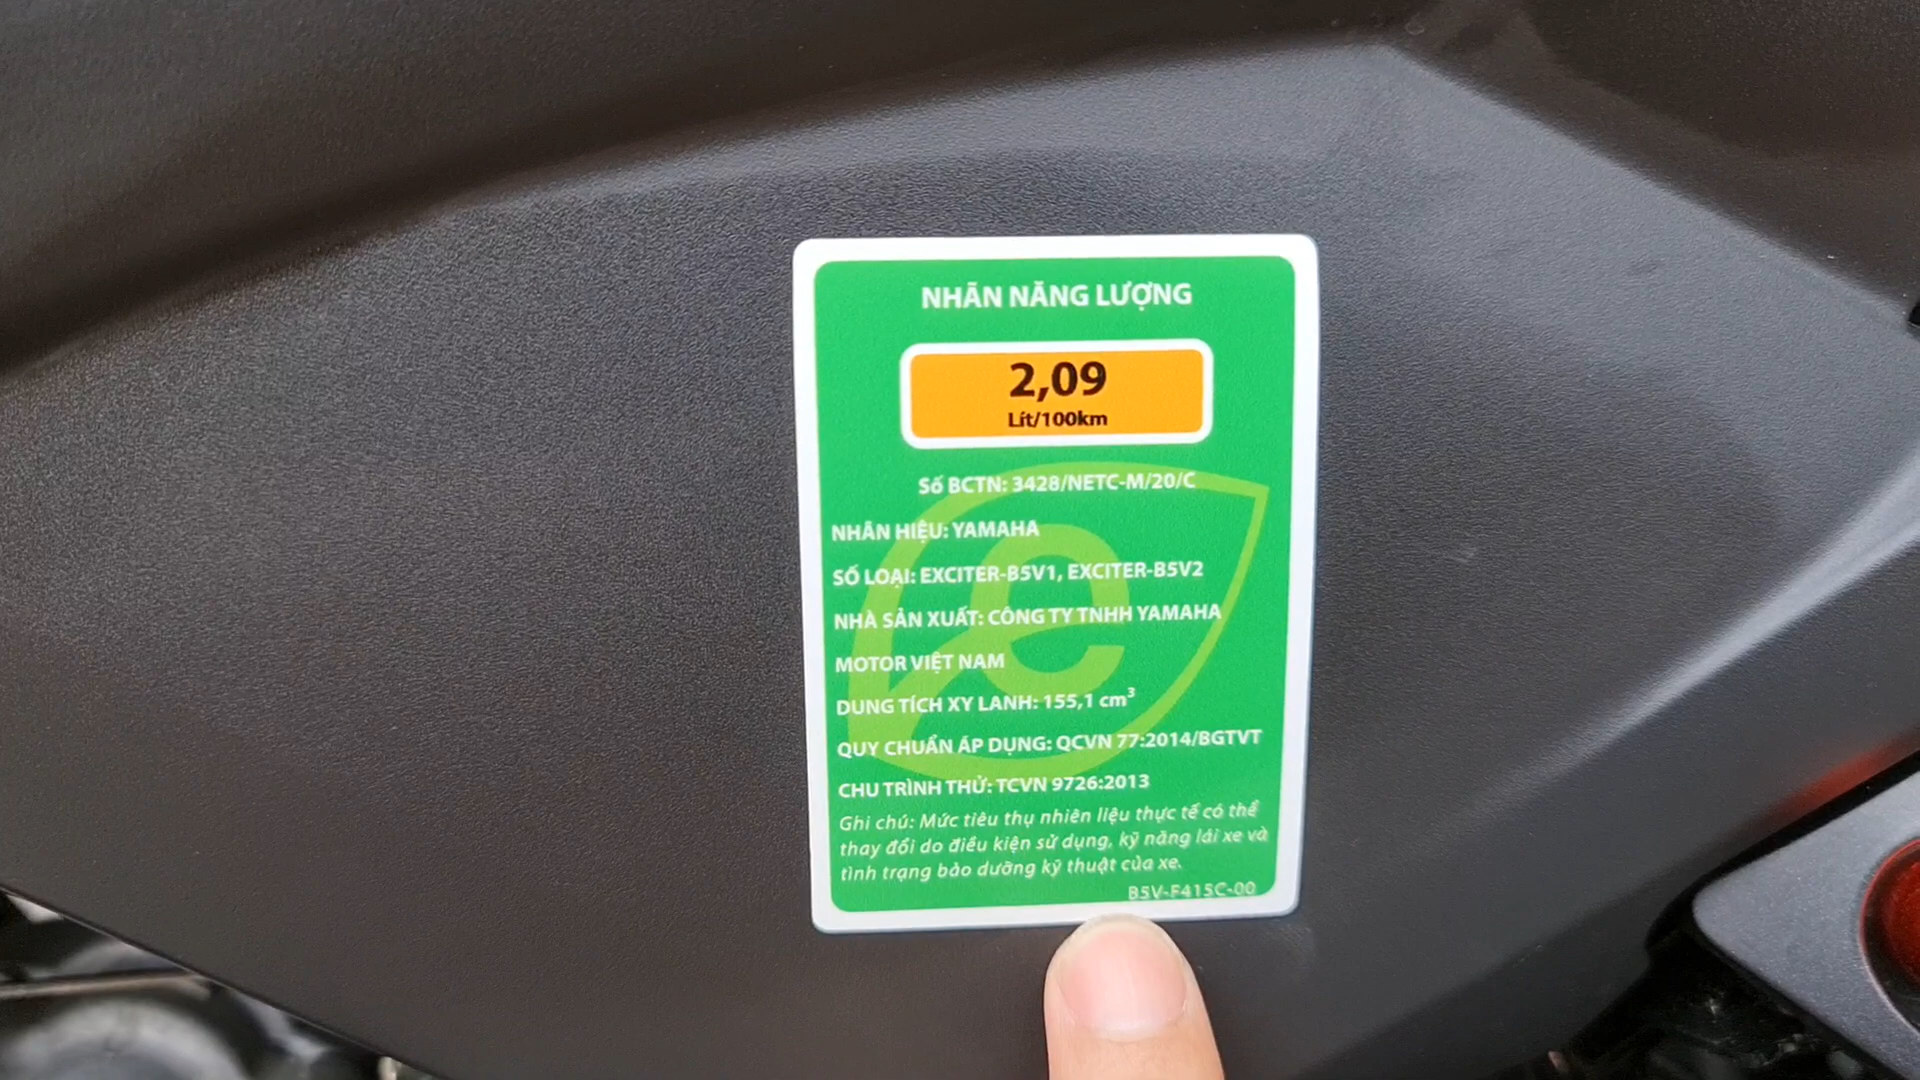 NHÃN NĂNG LƯỢNG
2,09
Lít/100km
Số BCTN: 3428/NETC-M/20/C
NHÃN HIỆU: YAMAHA
SỐ LOẠI: EXCITER-B5V1, EXCITER-B5V2
NHÀ SẢN XUẤT: CÔNG TY TNHH YAMAHA
MOTOR VIỆT NAM
DUNG TÍCH XY LANH: 155,1 cm³
QUY CHUẨN ÁP DỤNG: QCVN 77:2014/BGTVT
CHU TRÌNH THỬ: TCVN 9726:2013
Ghi chú: Mức tiêu thụ nhiên liệu thực tế có thể
thay đổi do điều kiện sử dụng, kỹ năng lái xe và
tình trạng bảo dưỡng kỹ thuật của xe.
B5V-F415C-00